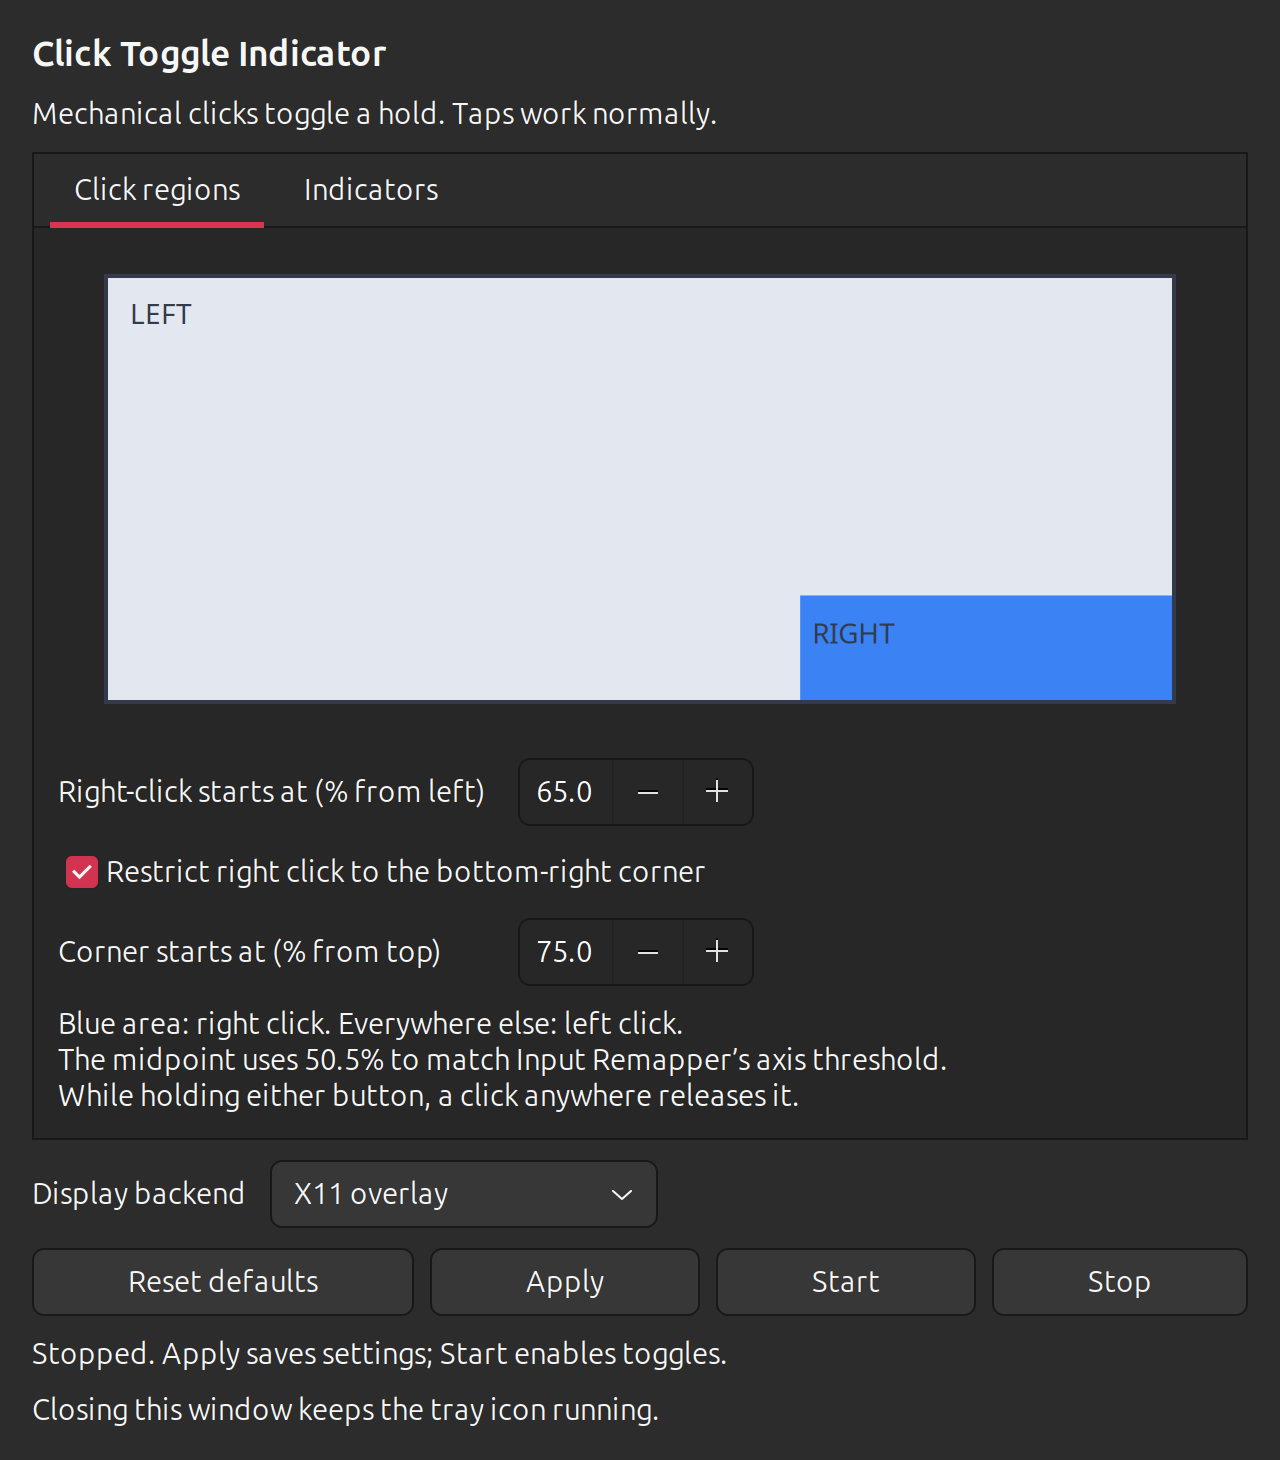 Click Toggle Indicator
Mechanical clicks toggle a hold. Taps work normally.
Click regions
Indicators
LEFT
RIGHT
Right-click starts at (% from left)
65.0
Restrict right click to the bottom-right corner
Corner starts at (% from top)
75.0
Blue area: right click. Everywhere else: left click.
The midpoint uses 50.5% to match Input Remapper’s axis threshold.
While holding either button, a click anywhere releases it.
Display backend
X11 overlay
Reset defaults
Apply
Start
Stop
Stopped. Apply saves settings; Start enables toggles.
Closing this window keeps the tray icon running.